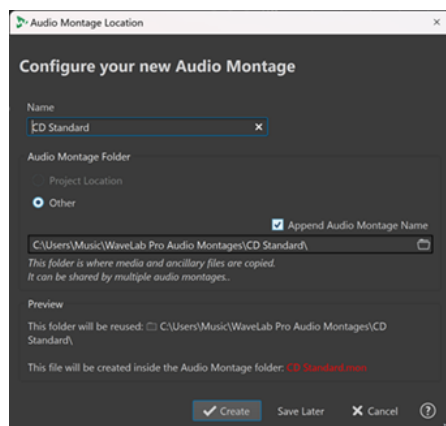 Audio Montage Location
Configure your new Audio Montage
Name
CD Standard
Audio Montage Folder
Project Location
Other
Append Audio Montage Name
C:\Users\Music\WaveLab Pro Audio Montages\CD Standard\
This folder is where media and ancillary files are copied.
It can be shared by multiple audio montages..
Preview
This folder will be reused: C:\Users\Music\WaveLab Pro Audio Montages\CD
Standard\
This file will be created inside the Audio Montage folder: CD Standard.mon
Create Save Later Cancel ?